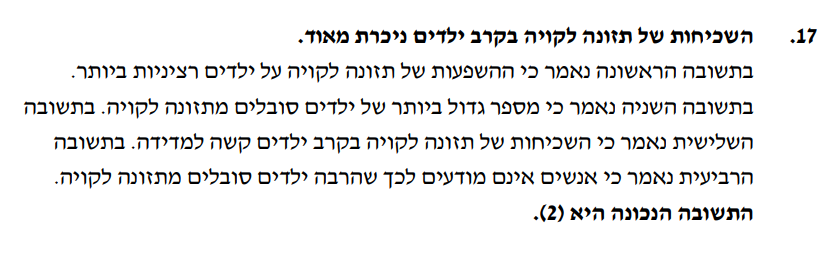 17. השכיחות של תזונה לקויה בקרב ילדים ניכרת מאוד.
בתשובה הראשונה נאמר כי ההשפעות של תזונה לקויה על ילדים רציניות ביותר.
בתשובה השניה נאמר כי מספר גדול ביותר של ילדים סובלים מתזונה לקויה. בתשובה
השלישית נאמר כי השכיחות של תזונה לקויה בקרב ילדים קשה למדידה. בתשובה
הרביעית נאמר כי אנשים אינם מודעים לכך שהרבה ילדים סובלים מתזונה לקויה.
התשובה הנכונה היא (2).